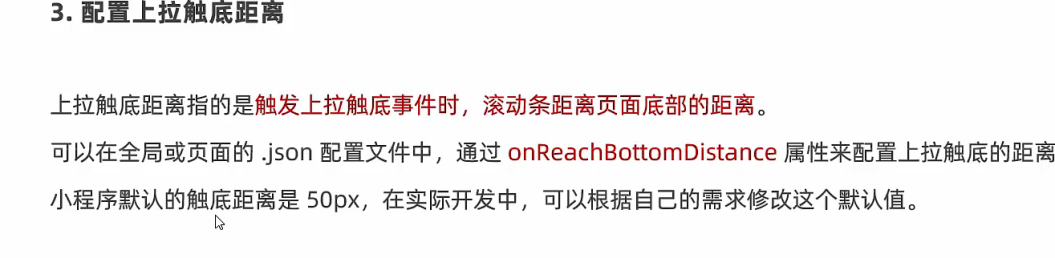 3. 配置上拉触底距离
上拉触底距离指的是触发上拉触底事件时，滚动条距离页面底部的距离。
可以在全局或页面的 .json 配置文件中，通过 onReachBottomDistance 属性来配置上拉触底的距离
小程序默认的触底距离是 50px，在实际开发中，可以根据自己的需求修改这个默认值。